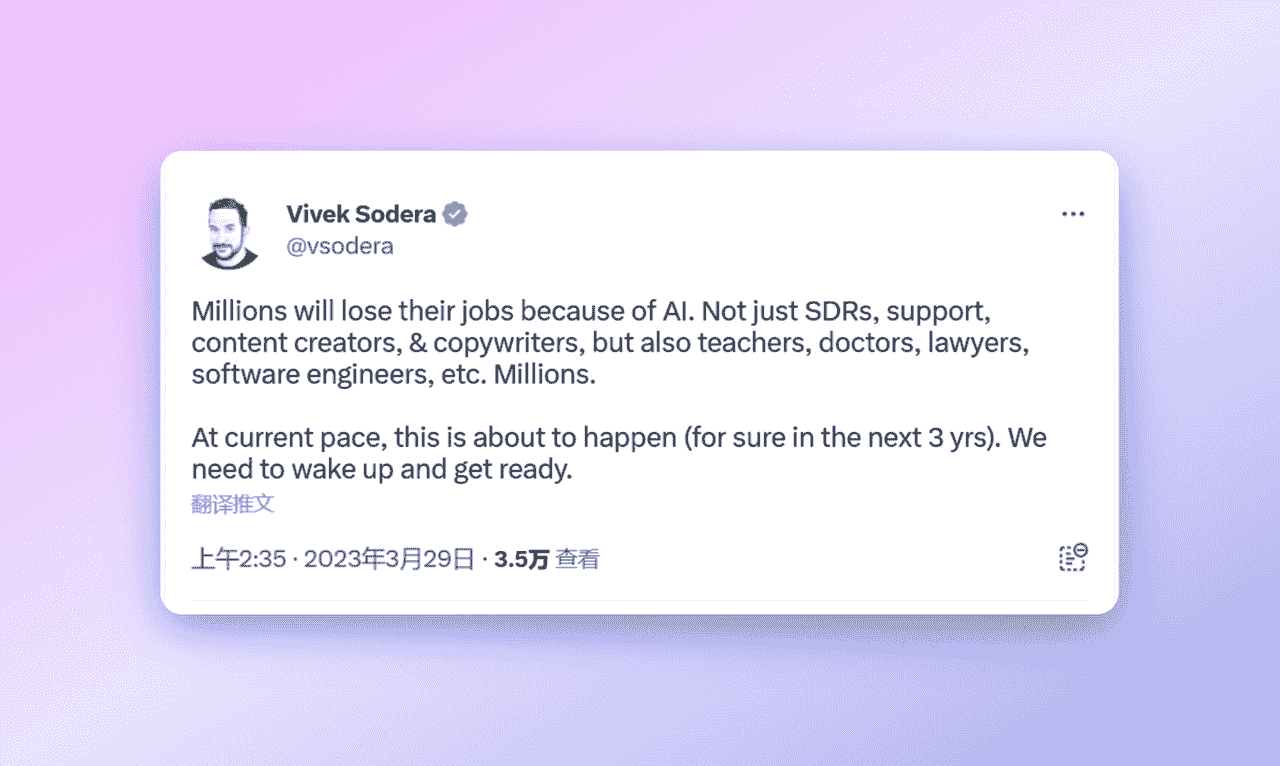 Vivek Sodera
@vsodera
Millions will lose their jobs because of AI. Not just SDRs, support,
content creators, & copywriters, but also teachers, doctors, lawyers,
software engineers, etc. Millions.
At current pace, this is about to happen (for sure in the next 3 yrs). We
need to wake up and get ready.
翻译推文
上午2:35 · 2023年3月29日 · 3.5万 查看